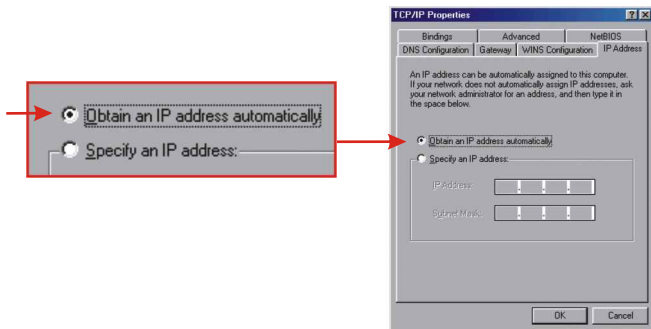 TCP/IP Properties
Bindings Advanced NetBIOS
DNS Configuration Gateway WINS Configuration IP Address
An IP address can be automatically assigned to this computer.
If your network does not automatically assign IP addresses, ask
your network administrator for an address, and then type it in
the space below.
Obtain an IP address automatically
Specify an IP address:
IP Address:
Subnet Mask:
OK Cancel
Obtain an IP address automatically
Specify an IP address: